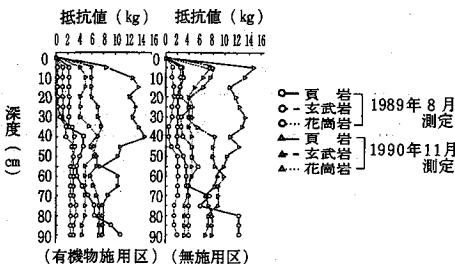 抵抗値 (kg) 抵抗値 (kg)
0 2 4 6 8 10 12 14 16 0 2 4 6 8 10 12 14 16
深度 (cm)
0
10
20
30
40
50
60
70
80
90
(有機物施用区) (無施用区)
頁岩
玄武岩
花崗岩
1989年8月
測定
頁岩
玄武岩
花崗岩
1990年11月
測定